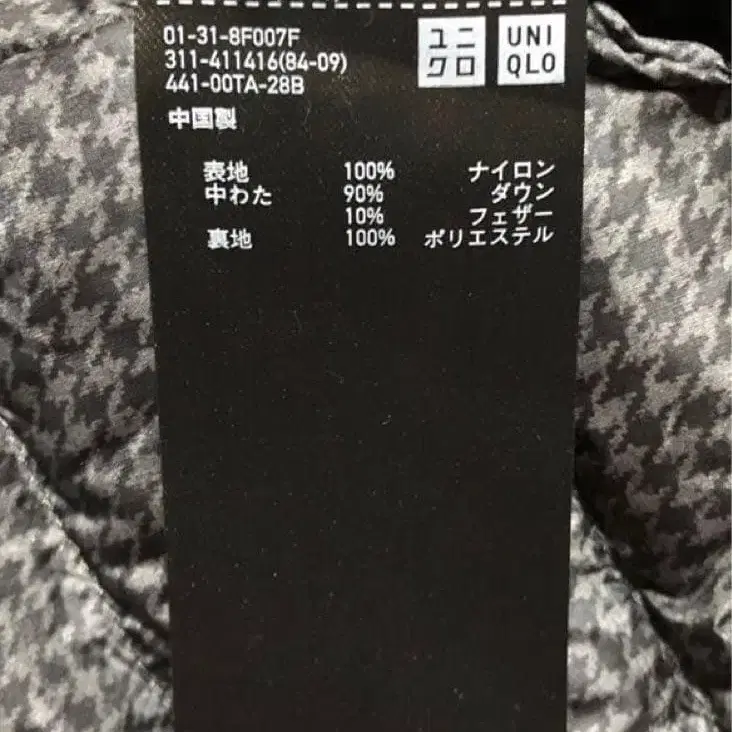 01-31-8F007F
311-411416(84-09)
441-00TA-28B
ユニ
クロ
UNI
QLO
中国製
表地 100% ナイロン
中わた 90% ダウン
10% フェザー
裏地 100% ポリエステル